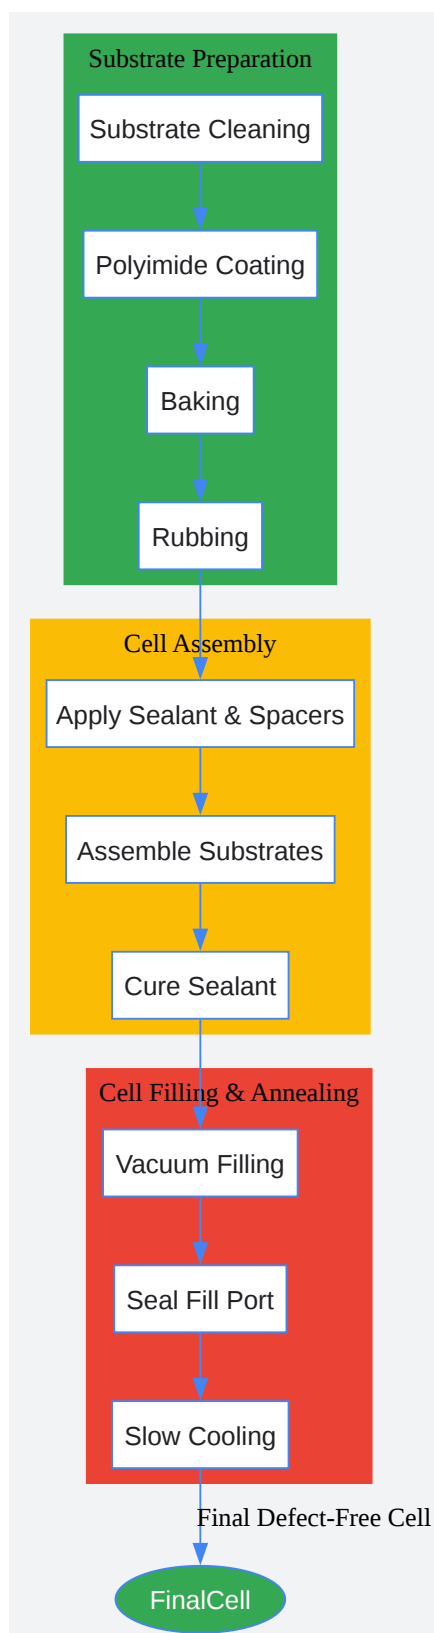 Substrate Preparation
Substrate Cleaning
Polyimide Coating
Baking
Rubbing
Cell Assembly
Apply Sealant & Spacers
Assemble Substrates
Cure Sealant
Cell Filling & Annealing
Vacuum Filling
Seal Fill Port
Slow Cooling
Final Defect-Free Cell
FinalCell